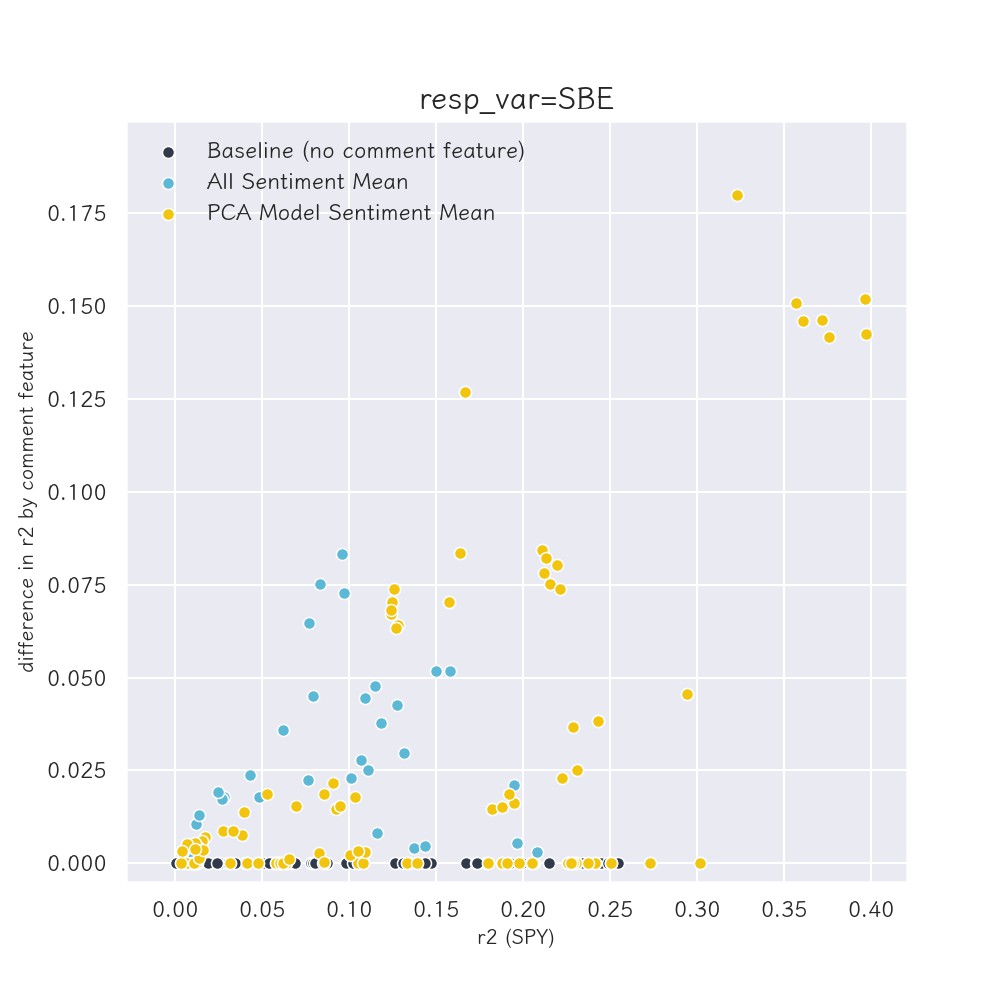 resp_var=SBE
Baseline (no comment feature)
All Sentiment Mean
PCA Model Sentiment Mean
0.175
0.150
0.125
0.100
0.075
0.050
0.025
0.000
difference in r2 by comment feature
0.00 0.05 0.10 0.15 0.20 0.25 0.30 0.35 0.40
r2 (SPY)